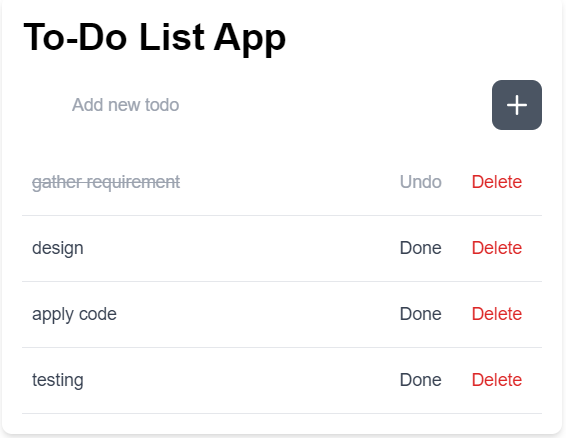 To-Do List App
Add new todo
gather requirement Undo Delete
design Done Delete
apply code Done Delete
testing Done Delete